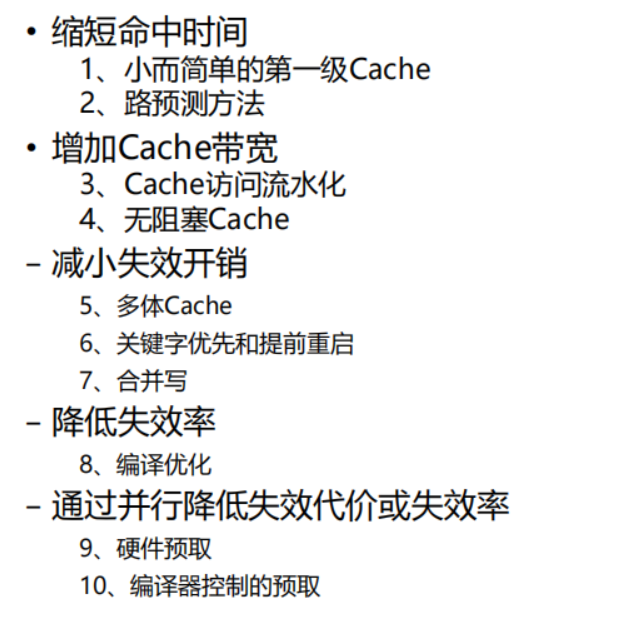 • 缩短命中时间
1、小而简单的第一级Cache
2、路预测方法
• 增加Cache带宽
3、Cache访问流水化
4、无阻塞Cache
– 减小失效开销
5、多体Cache
6、关键字优先和提前重启
7、合并写
– 降低失效率
8、编译优化
– 通过并行降低失效代价或失效率
9、硬件预取
10、编译器控制的预取